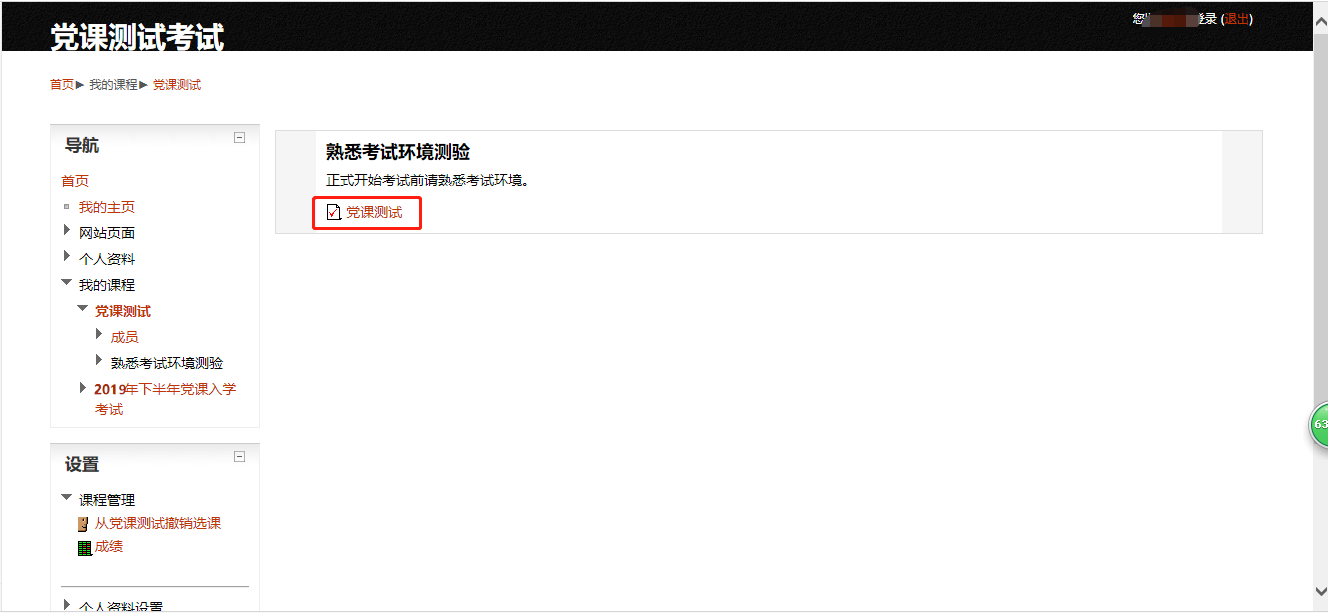 党课测试考试
您 登录 (退出)
首页 我的课程 党课测试
导航
首页
我的主页
网站页面
个人资料
我的课程
党课测试
成员
熟悉考试环境测验
2019年下半年党课入学
考试
设置
课程管理
从党课测试撤销选课
成绩
个人资料设置
熟悉考试环境测验
正式开始考试前请熟悉考试环境。
党课测试
63